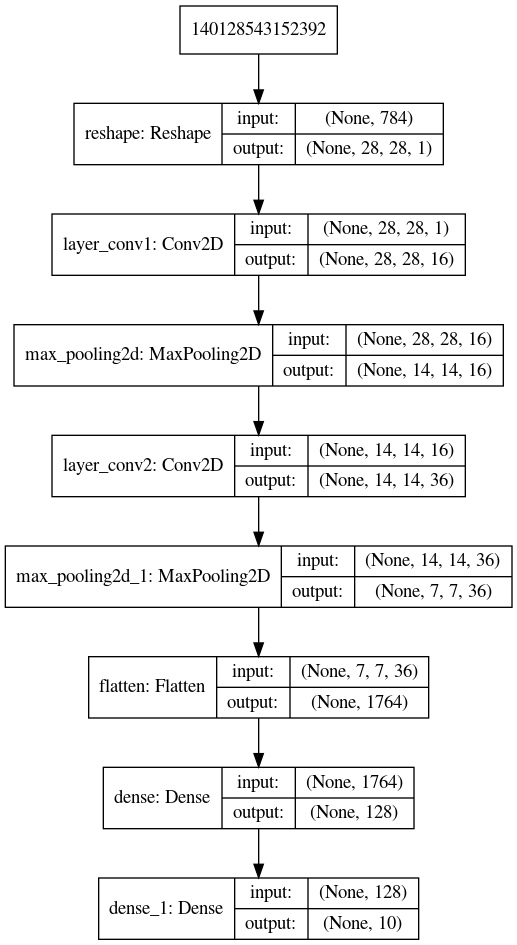 140128543152392
reshape: Reshape
input:
(None, 784)
output:
(None, 28, 28, 1)
layer_conv1: Conv2D
input:
(None, 28, 28, 1)
output:
(None, 28, 28, 16)
max_pooling2d: MaxPooling2D
input:
(None, 28, 28, 16)
output:
(None, 14, 14, 16)
layer_conv2: Conv2D
input:
(None, 14, 14, 16)
output:
(None, 14, 14, 36)
max_pooling2d_1: MaxPooling2D
input:
(None, 14, 14, 36)
output:
(None, 7, 7, 36)
flatten: Flatten
input:
(None, 7, 7, 36)
output:
(None, 1764)
dense: Dense
input:
(None, 1764)
output:
(None, 128)
dense_1: Dense
input:
(None, 128)
output:
(None, 10)